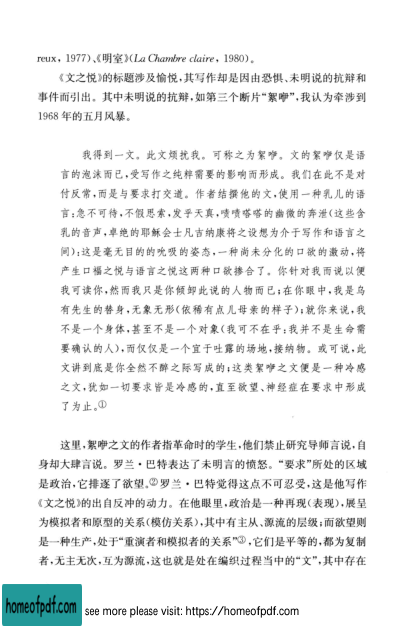 reux, 1977)、《明室》(La Chambre claire, 1980)。
《文之悦》的标题涉及愉悦,其写作却是因由恐惧、未明说的抗辩和
事件而引出。其中未明说的抗辩,如第三个断片“絮咿”,我认为牵涉到
1968 年的五月风暴。
我得到一文。此文烦扰我。可称之为絮咿。文的絮咿仅是语
言的泡沫而已,受写作之纯粹需要的影响而形成。我们在此不是对
付反常,而是与要求打交道。作者结撰他的文,使用一种乳儿的语
言:急不可待,不假思索,发乎天真,啧啧嗒嗒的幽微的奔泄(这些含
乳的音声,卓绝的耶稣会士凡吉纳康将之设想为介于写作和语言之
间):这是毫无目的的吮吸的姿态,一种尚未分化的口欲的激动,将
产生口福之悦与语言之悦这两种口欲掺合了。你针对我而说以便
我可读你,然而我只是你倾卸此说的人物而已;在你眼中,我是乌
有先生的替身,无象无形(依稀有点儿母亲的样子);就你来说,我
不是一个身体,甚至不是一个对象(我可不在乎:我并不是生命需
要确认的人),而仅仅是一个宜于吐露的场地,接纳物。或可说,此
文讲到底是你全然不醉之际写成的;这类絮咿之文便是一种冷感
之文,犹如一切要求皆是冷感的,直至欲望、神经症在要求中形成
了为止。①
这里,絮咿之文的作者指革命时的学生,他们禁止研究导师言说,自
身却大肆言说。罗兰·巴特表达了未明言的愤怒。“要求”所处的区域
是政治,它排逐了欲望。②罗兰·巴特觉得这点不可忍受,这是他写作
《文之悦》的出自反冲的动力。在他眼里,政治是一种再现(表现),展呈
为模拟者和原型的关系(模仿关系),其中有主从、源流的层级;而欲望则
是一种生产,处于“重演者和模拟者的关系”③,它们是平等的,都为复制
者,无主无次,互为源流,这也就是处在编织过程当中的“文”,其中存在
homeofpdf.com
see more please visit: https://homeofpdf.com